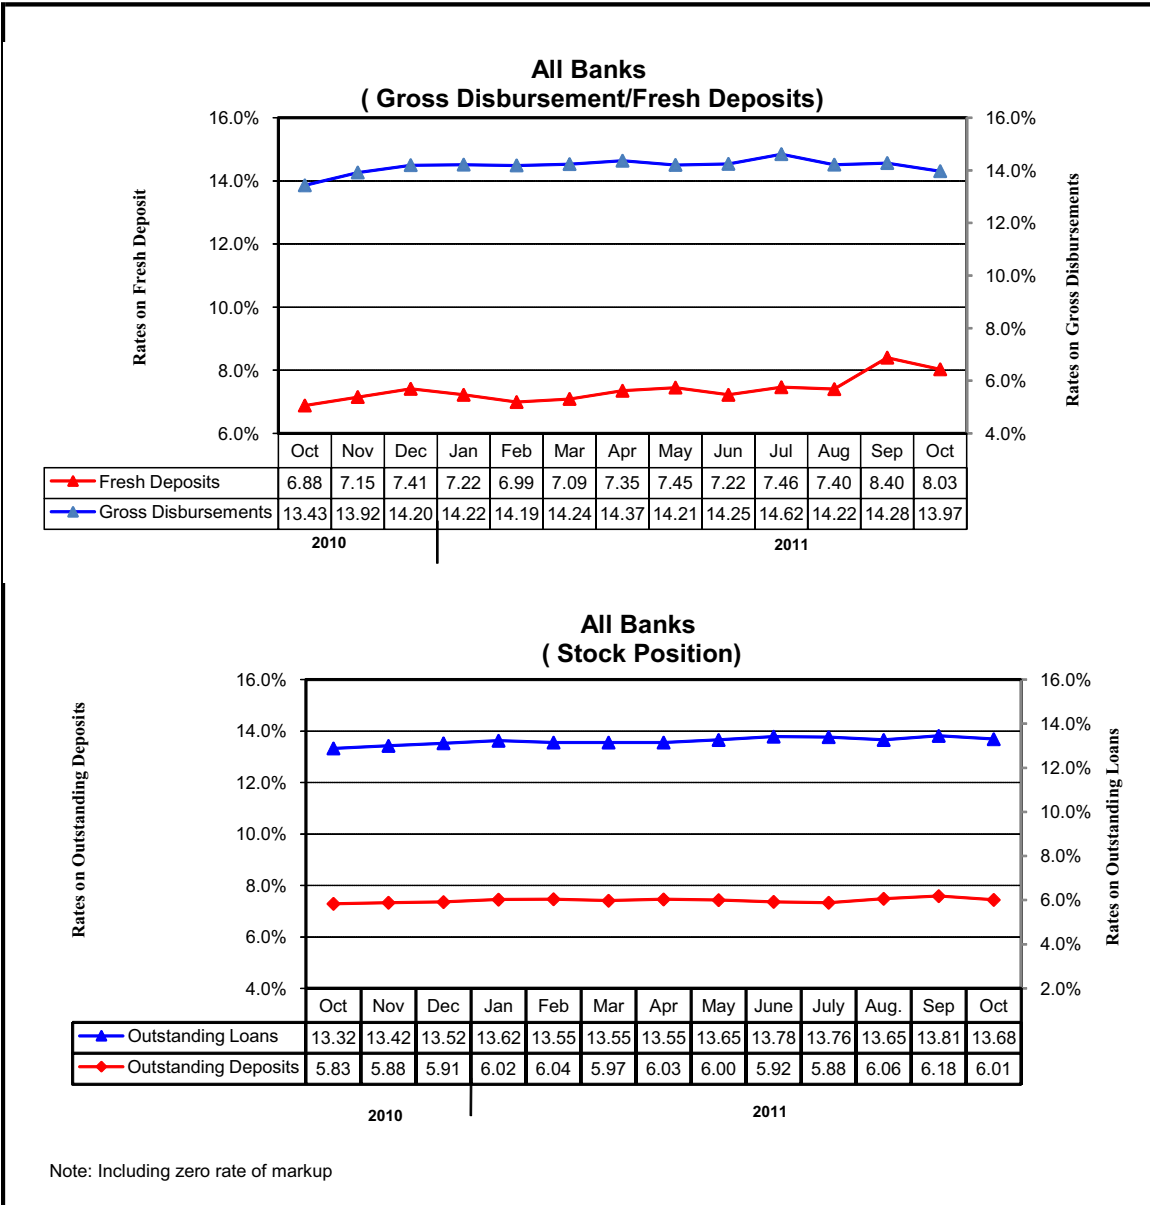 All Banks
( Gross Disbursement/Fresh Deposits)
16.0%
14.0%
12.0%
10.0%
8.0%
6.0%
Rates on Fresh Deposit
16.0%
14.0%
12.0%
10.0%
8.0%
6.0%
4.0%
Rates on Gross Disbursements
Oct Nov Dec Jan Feb Mar Apr May Jun Jul Aug Sep Oct
Fresh Deposits 6.88 7.15 7.41 7.22 6.99 7.09 7.35 7.45 7.22 7.46 7.40 8.40 8.03
Gross Disbursements 13.43 13.92 14.20 14.22 14.19 14.24 14.37 14.21 14.25 14.62 14.22 14.28 13.97
2010 2011
All Banks
( Stock Position)
16.0%
14.0%
12.0%
10.0%
8.0%
6.0%
4.0%
Rates on Outstanding Deposits
16.0%
14.0%
12.0%
10.0%
8.0%
6.0%
4.0%
2.0%
Rates on Outstanding Loans
Oct Nov Dec Jan Feb Mar Apr May June July Aug. Sep Oct
Outstanding Loans 13.32 13.42 13.52 13.62 13.55 13.55 13.55 13.65 13.78 13.76 13.65 13.81 13.68
Outstanding Deposits 5.83 5.88 5.91 6.02 6.04 5.97 6.03 6.00 5.92 5.88 6.06 6.18 6.01
2010 2011
Note: Including zero rate of markup